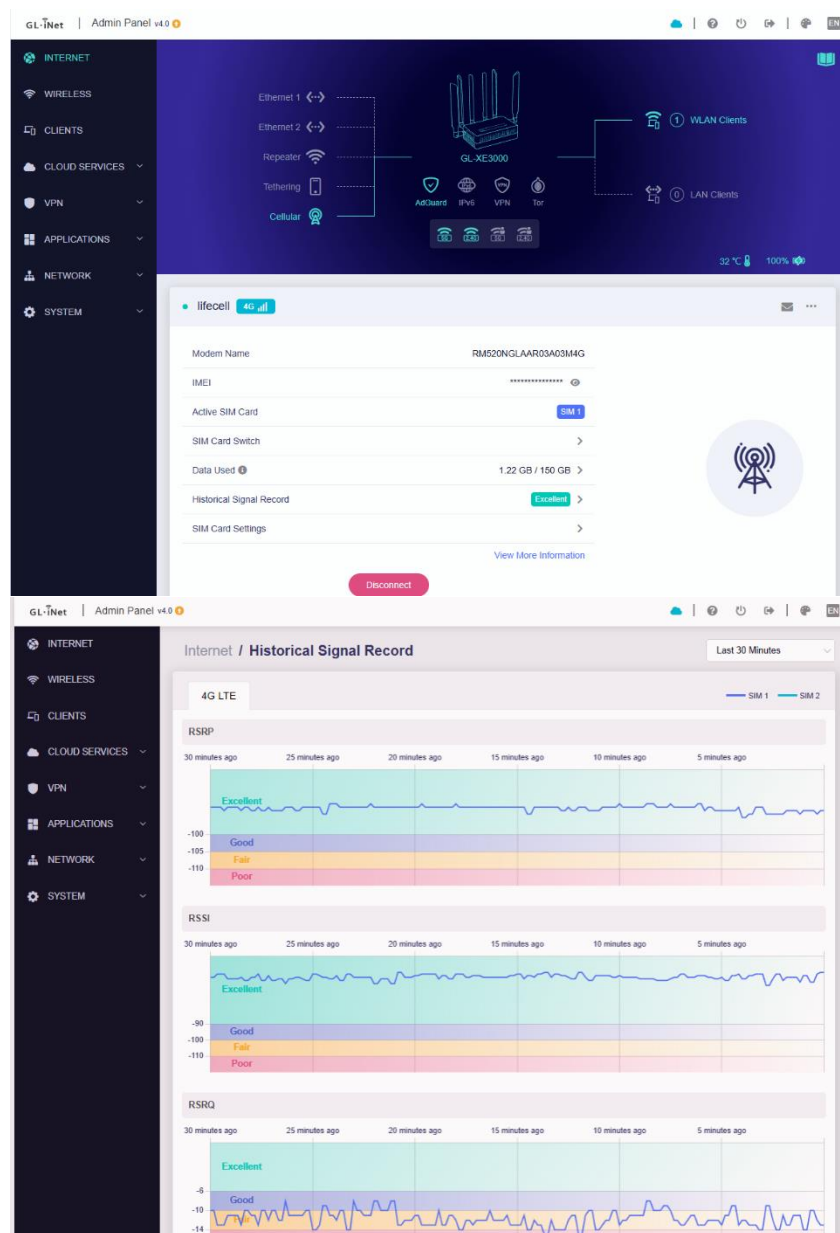 GL·iNet | Admin Panel v4.0 EN
INTERNET
WIRELESS
CLIENTS
CLOUD SERVICES
VPN
APPLICATIONS
NETWORK
SYSTEM
Ethernet 1
Ethernet 2
Repeater
Tethering
Cellular
GL-XE3000
AdGuard IPv6 VPN Tor
5G 2.4G 5G 2.4G
1 WLAN Clients
0 LAN Clients
32 °C 100%
lifecell 4G
Modem Name RM520NGLAAR03A03M4G
IMEI ***************
Active SIM Card SIM 1
SIM Card Switch
Data Used 1.22 GB / 150 GB
Historical Signal Record Excellent
SIM Card Settings
View More Information
Disconnect
GL·iNet | Admin Panel v4.0 EN
INTERNET
WIRELESS
CLIENTS
CLOUD SERVICES
VPN
APPLICATIONS
NETWORK
SYSTEM
Internet / Historical Signal Record Last 30 Minutes
4G LTE SIM 1 SIM 2
RSRP
30 minutes ago 25 minutes ago 20 minutes ago 15 minutes ago 10 minutes ago 5 minutes ago
Excellent
-100
Good
-105
Fair
-110
Poor
RSSI
30 minutes ago 25 minutes ago 20 minutes ago 15 minutes ago 10 minutes ago 5 minutes ago
Excellent
-90
Good
-100
Fair
-110
Poor
RSRQ
30 minutes ago 25 minutes ago 20 minutes ago 15 minutes ago 10 minutes ago 5 minutes ago
Excellent
-6
Good
-10
Fair
-14